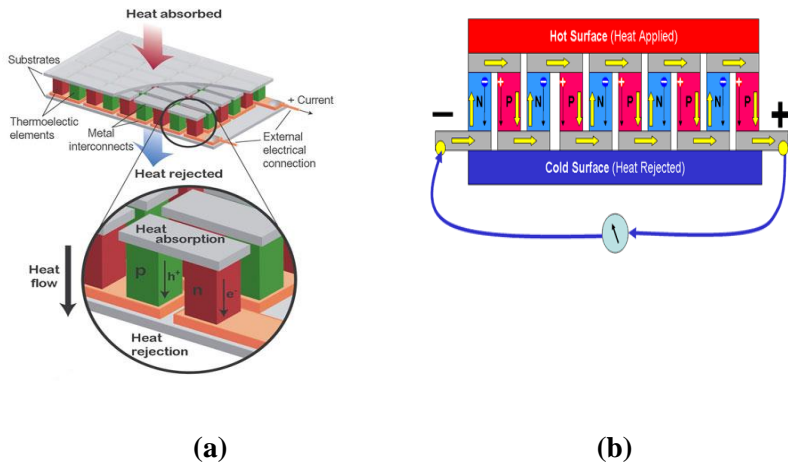 Heat absorbed
Substrates
Thermoelectic
elements
Metal
interconnects
+ Current
External
electrical
connection
Heat rejected
Heat
absorption
p
h+
n
e-
Heat
flow
Heat
rejection
(a)
Hot Surface (Heat Applied)
N P N P N P N P
− +
Cold Surface (Heat Rejected)
(b)